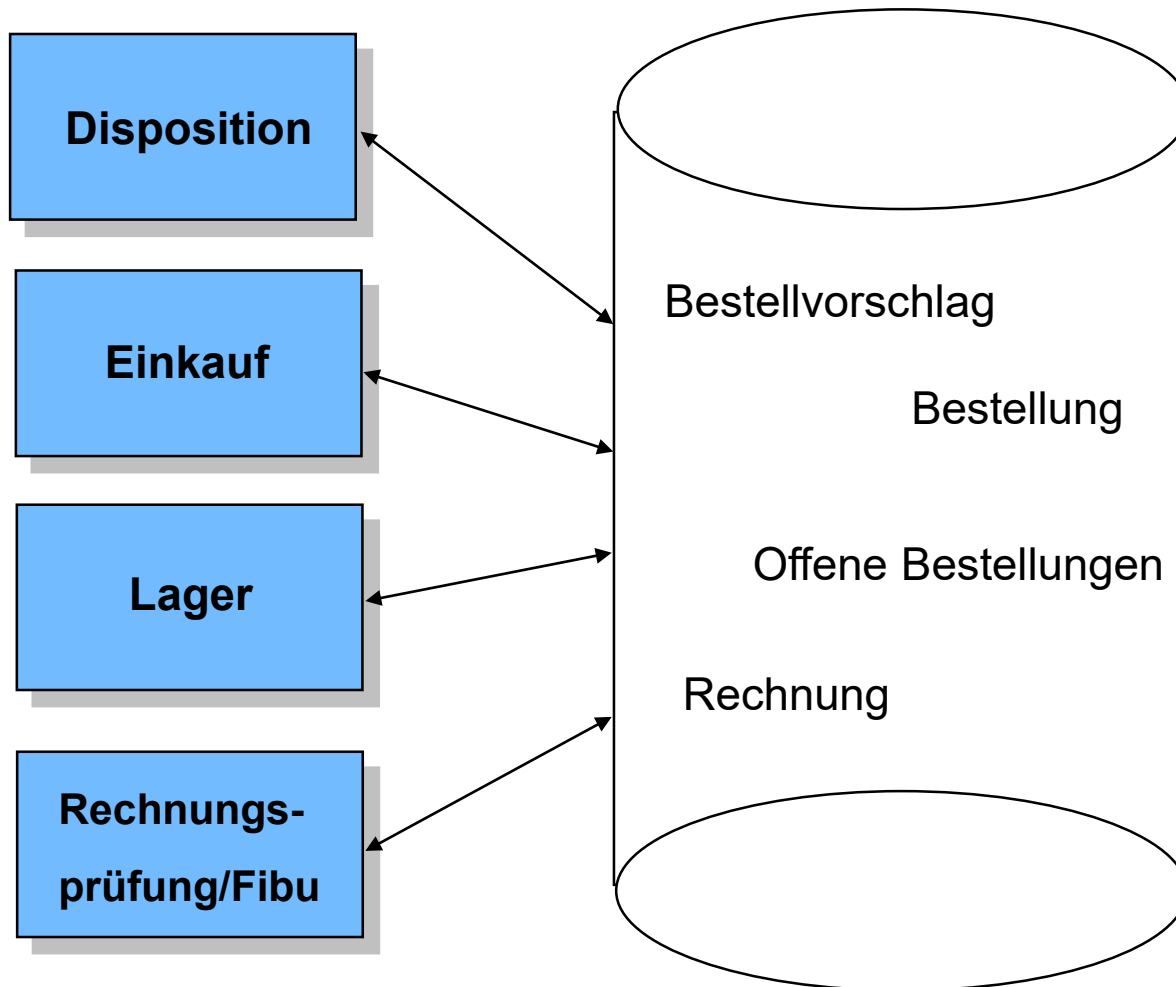 Disposition
Einkauf
Lager
Rechnungs-
prüfung/Fibu
Bestellvorschlag
Bestellung
Offene Bestellungen
Rechnung